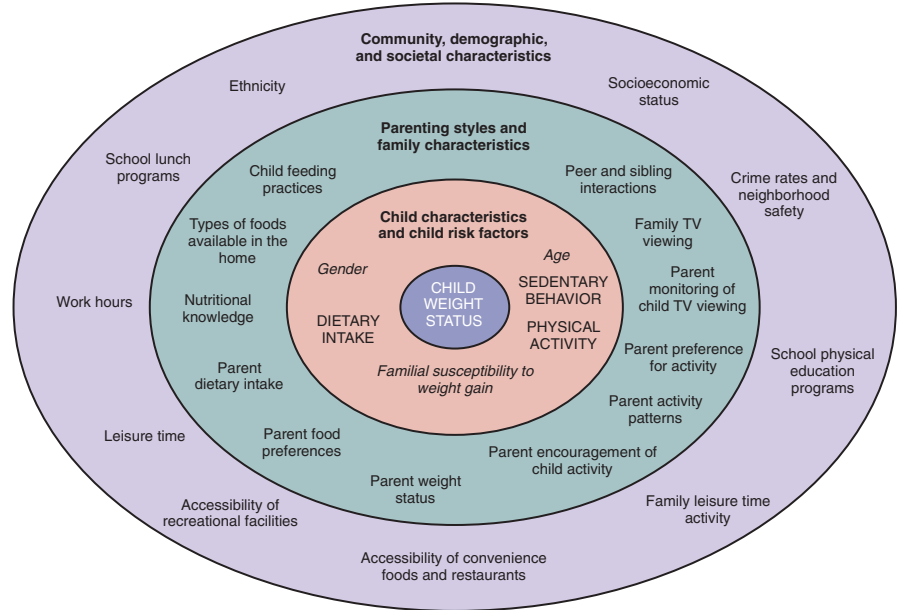 Community, demographic,
and societal characteristics
Ethnicity
Socioeconomic
status
Parenting styles and
family characteristics
School lunch
programs
Child feeding
practices
Peer and sibling
interactions
Crime rates and
neighborhood
safety
Child characteristics
and child risk factors
Types of foods
available in the
home
Family TV
viewing
Gender
Age
CHILD
WEIGHT
STATUS
SEDENTARY
BEHAVIOR
Parent
monitoring of
child TV viewing
Work hours
Nutritional
knowledge
DIETARY
INTAKE
PHYSICAL
ACTIVITY
Parent preference
for activity
School physical
education
programs
Parent
dietary intake
Familial susceptibility to
weight gain
Parent activity
patterns
Leisure time
Parent food
preferences
Parent encouragement of
child activity
Parent weight
status
Accessibility of
recreational facilities
Family leisure time
activity
Accessibility of convenience
foods and restaurants